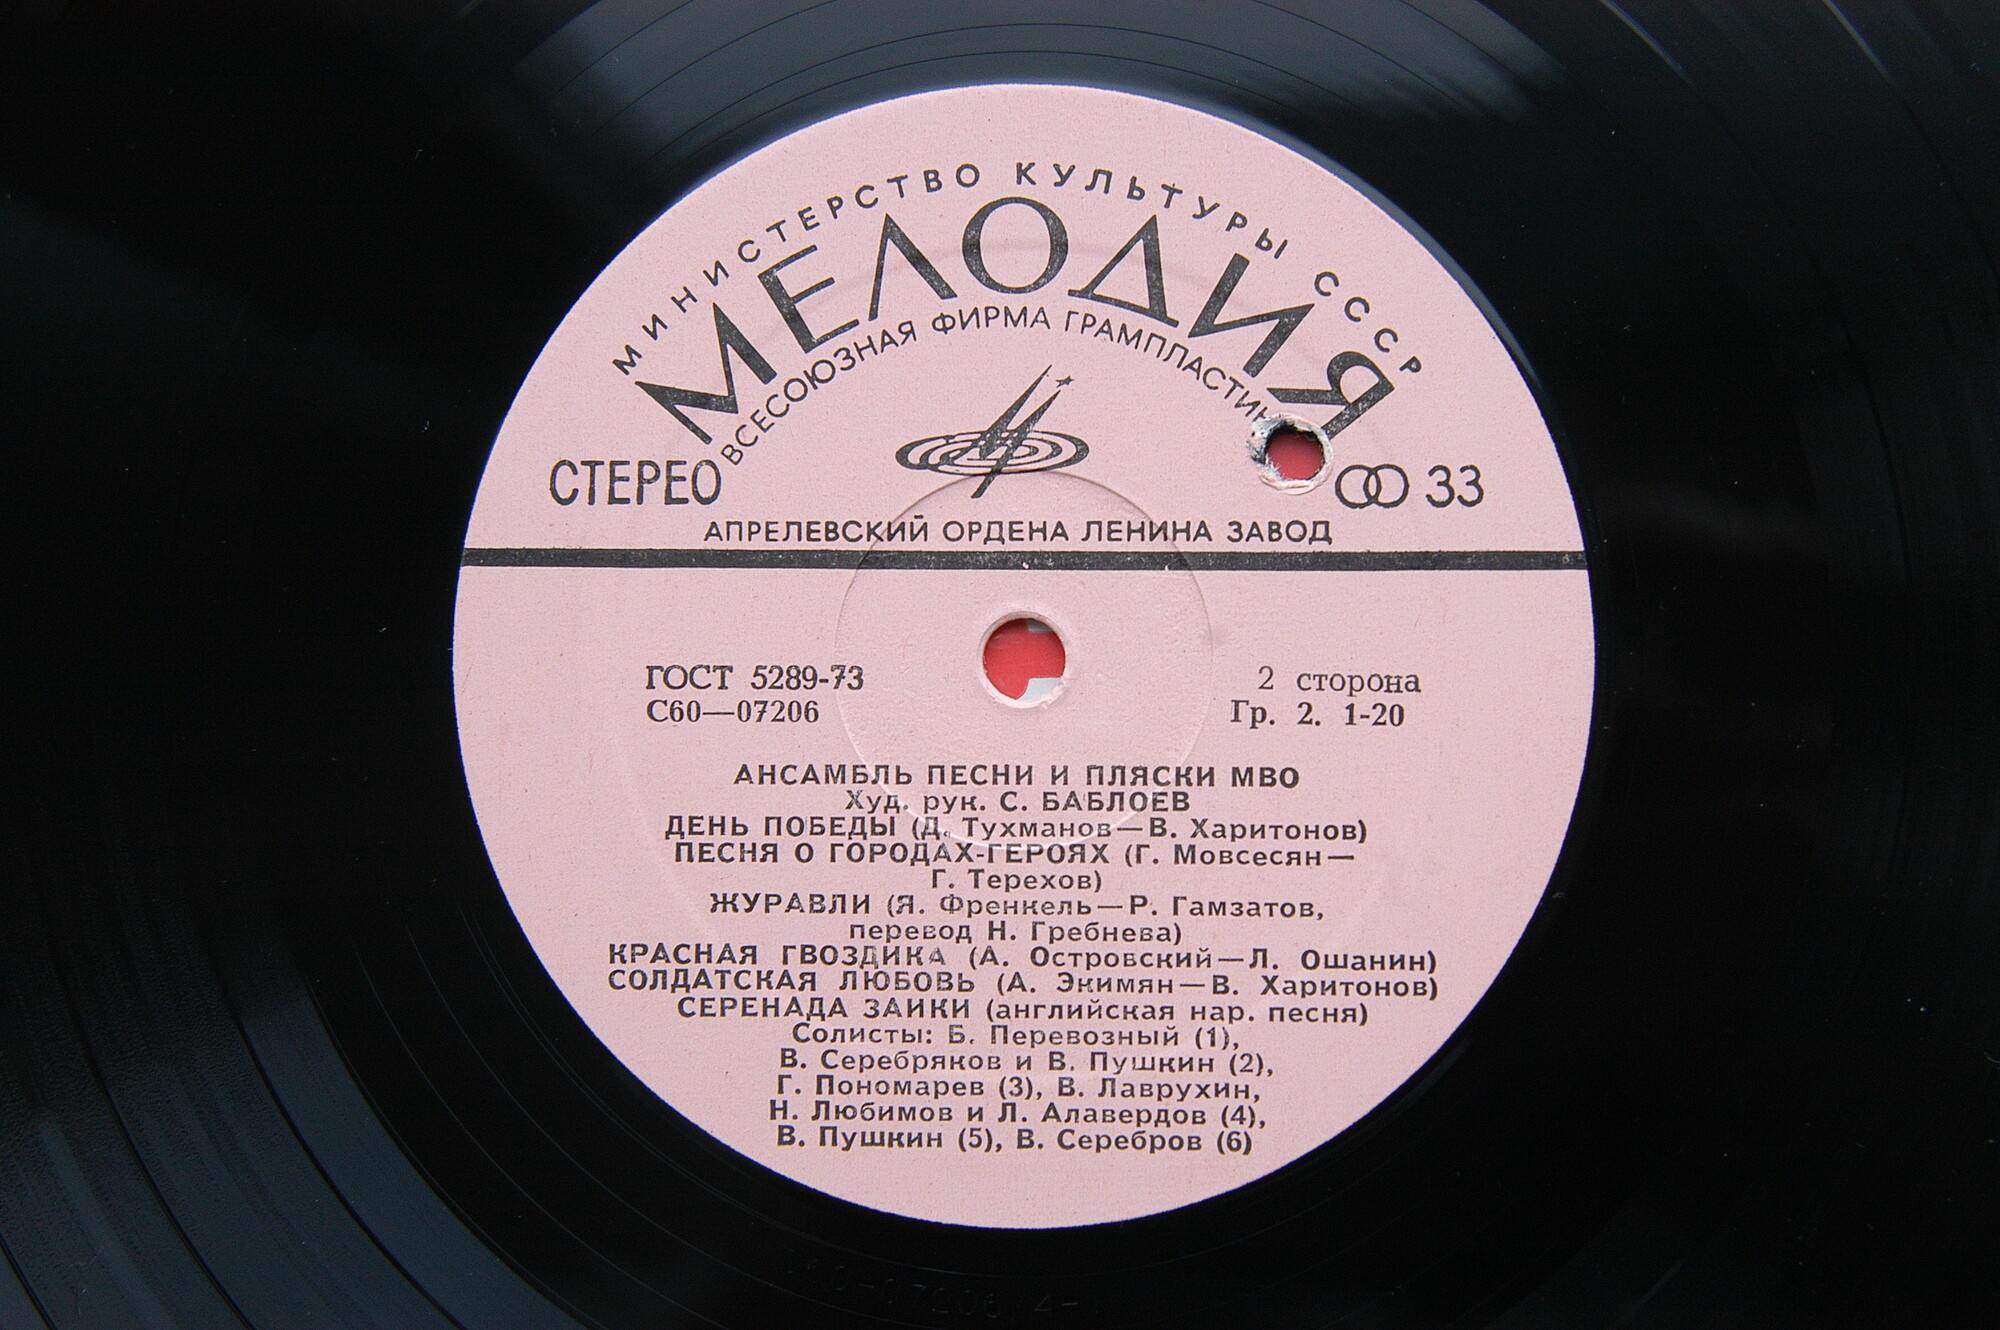 МИНИСТЕРСТВО КУЛЬТУРЫ СССР
МЕЛОДИЯ
ВСЕСОЮЗНАЯ ФИРМА
СТЕРЕО
33
АПРЕЛЕВСКИЙ ОРДЕНА ЛЕНИНА ЗАВОД
ГОСТ 5289-73
2 сторона
С60—07206
Гр. 2. 1-20
АНСАМБЛЬ ПЕСНИ И ПЛЯСКИ МВО
Худ. рук. С. БАБЛОЕВ
ДЕНЬ ПОБЕДЫ (Д. Тухманов—В. Харитонов)
ПЕСНЯ О ГОРОДАХ-ГЕРОЯХ (Г. Мовсесян—
Г. Терехов)
ЖУРАВЛИ (Я. Френкель—Р. Гамзатов,
перевод Н. Гребнева)
КРАСНАЯ ГВОЗДИКА (А. Островский—Л. Ошанин)
СОЛДАТСКАЯ ЛЮБОВЬ (А. Экимян—В. Харитонов)
СЕРЕНАДА ЗАИКИ (английская нар. песня)
Солисты: Б. Перевозный (1),
В. Серебряков и В. Пушкин (2),
Г. Пономарев (3), В. Лаврухин,
Н. Любимов и Л. Алавердов (4),
В. Пушкин (5), В. Серебров (6)